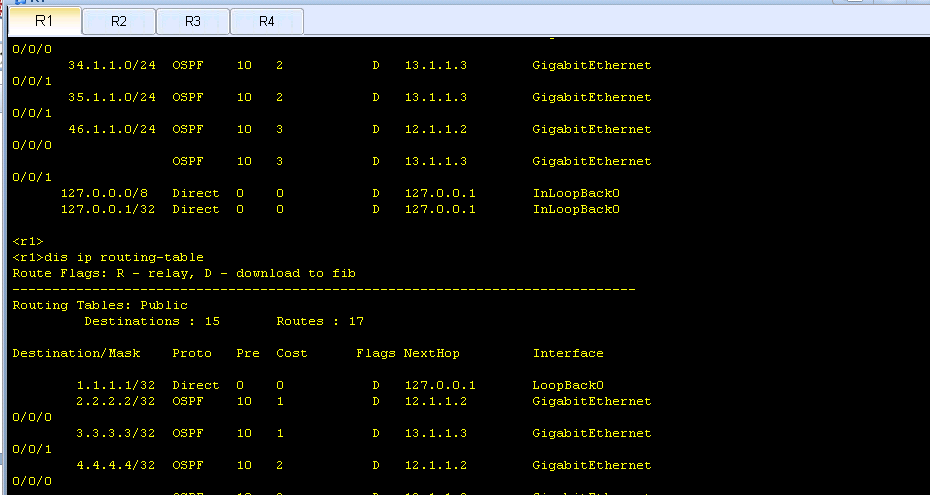 R1 R2 R3 R4
0/0/0
34.1.1.0/24 OSPF 10 2 D 13.1.1.3 GigabitEthernet
0/0/1
35.1.1.0/24 OSPF 10 2 D 13.1.1.3 GigabitEthernet
0/0/1
46.1.1.0/24 OSPF 10 3 D 12.1.1.2 GigabitEthernet
0/0/0
OSPF 10 3 D 13.1.1.3 GigabitEthernet
0/0/1
127.0.0.0/8 Direct 0 0 D 127.0.0.1 InLoopBack0
127.0.0.1/32 Direct 0 0 D 127.0.0.1 InLoopBack0
<r1>
<r1>dis ip routing-table
Route Flags: R - relay, D - download to fib
------------------------------------------------------------------------------
Routing Tables: Public
Destinations : 15 Routes : 17
Destination/Mask Proto Pre Cost Flags NextHop Interface
1.1.1.1/32 Direct 0 0 D 127.0.0.1 LoopBack0
2.2.2.2/32 OSPF 10 1 D 12.1.1.2 GigabitEthernet
0/0/0
3.3.3.3/32 OSPF 10 1 D 13.1.1.3 GigabitEthernet
0/0/1
4.4.4.4/32 OSPF 10 2 D 12.1.1.2 GigabitEthernet
0/0/0